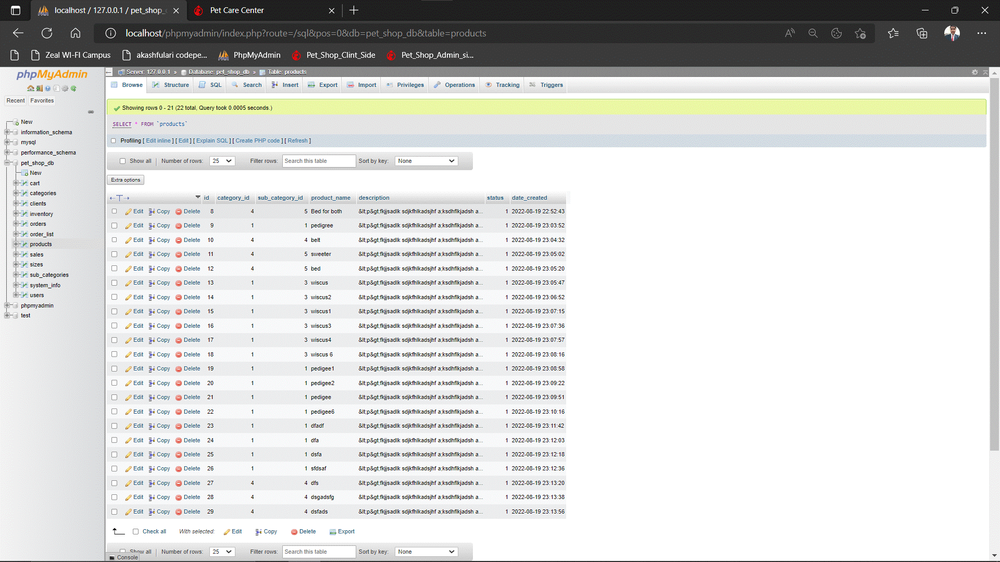 localhost / 127.0.0.1 / pet_shop_
Pet Care Center
localhost/phpmyadmin/index.php?route=/sql&pos=0&db=pet_shop_db&table=products
Zeal WI-FI Campus
akashfulari codepe...
PhpMyAdmin
Pet_Shop_Clint_Side
Pet_Shop_Admin_si...
phpMyAdmin
Recent
Favorites
New
information_schema
mysql
performance_schema
pet_shop_db
New
cart
categories
clients
inventory
orders
order_list
products
sales
sizes
sub_categories
system_info
users
phpmyadmin
test
Server: 127.0.0.1 » Database: pet_shop_db » Table: products
Browse Structure SQL Search Insert Export Import Privileges Operations Tracking Triggers
Showing rows 0 - 21 (22 total, Query took 0.0005 seconds.)
SELECT * FROM `products`
Profiling [ Edit inline ] [ Edit ] [ Explain SQL ] [ Create PHP code ] [ Refresh ]
Show all Number of rows: 25 Filter rows: Search this table Sort by key: None
Extra options
id category_id sub_category_id product_name description status date_created
Edit Copy Delete 8 4 5 Bed for both &lt;p&gt;fkjjsadlk sdjkfhlkadsjhf a;ksdhflkjadsh a... 1 2022-08-19 22:52:43
Edit Copy Delete 9 1 1 pedigree &lt;p&gt;fkjjsadlk sdjkfhlkadsjhf a;ksdhflkjadsh a... 1 2022-08-19 23:03:52
Edit Copy Delete 10 4 4 belt &lt;p&gt;fkjjsadlk sdjkfhlkadsjhf a;ksdhflkjadsh a... 1 2022-08-19 23:04:32
Edit Copy Delete 11 4 5 sweeter &lt;p&gt;fkjjsadlk sdjkfhlkadsjhf a;ksdhflkjadsh a... 1 2022-08-19 23:05:02
Edit Copy Delete 12 4 5 bed &lt;p&gt;fkjjsadlk sdjkfhlkadsjhf a;ksdhflkjadsh a... 1 2022-08-19 23:05:20
Edit Copy Delete 13 1 3 wiscus &lt;p&gt;fkjjsadlk sdjkfhlkadsjhf a;ksdhflkjadsh a... 1 2022-08-19 23:05:47
Edit Copy Delete 14 1 3 wiscus2 &lt;p&gt;fkjjsadlk sdjkfhlkadsjhf a;ksdhflkjadsh a... 1 2022-08-19 23:06:52
Edit Copy Delete 15 1 3 wiscus1 &lt;p&gt;fkjjsadlk sdjkfhlkadsjhf a;ksdhflkjadsh a... 1 2022-08-19 23:07:15
Edit Copy Delete 16 1 3 wiscus3 &lt;p&gt;fkjjsadlk sdjkfhlkadsjhf a;ksdhflkjadsh a... 1 2022-08-19 23:07:36
Edit Copy Delete 17 1 3 wiscus4 &lt;p&gt;fkjjsadlk sdjkfhlkadsjhf a;ksdhflkjadsh a... 1 2022-08-19 23:07:57
Edit Copy Delete 18 1 3 wiscus 6 &lt;p&gt;fkjjsadlk sdjkfhlkadsjhf a;ksdhflkjadsh a... 1 2022-08-19 23:08:16
Edit Copy Delete 19 1 1 pedigee1 &lt;p&gt;fkjjsadlk sdjkfhlkadsjhf a;ksdhflkjadsh a... 1 2022-08-19 23:08:58
Edit Copy Delete 20 1 1 pedigee2 &lt;p&gt;fkjjsadlk sdjkfhlkadsjhf a;ksdhflkjadsh a... 1 2022-08-19 23:09:22
Edit Copy Delete 21 1 1 pedigee &lt;p&gt;fkjjsadlk sdjkfhlkadsjhf a;ksdhflkjadsh a... 1 2022-08-19 23:09:51
Edit Copy Delete 22 1 1 pedigee6 &lt;p&gt;fkjjsadlk sdjkfhlkadsjhf a;ksdhflkjadsh a... 1 2022-08-19 23:10:16
Edit Copy Delete 23 1 1 dfadf &lt;p&gt;fkjjsadlk sdjkfhlkadsjhf a;ksdhflkjadsh a... 1 2022-08-19 23:11:42
Edit Copy Delete 24 1 1 dfa &lt;p&gt;fkjjsadlk sdjkfhlkadsjhf a;ksdhflkjadsh a... 1 2022-08-19 23:12:03
Edit Copy Delete 25 1 1 dsfa &lt;p&gt;fkjjsadlk sdjkfhlkadsjhf a;ksdhflkjadsh a... 1 2022-08-19 23:12:18
Edit Copy Delete 26 1 1 sfdsaf &lt;p&gt;fkjjsadlk sdjkfhlkadsjhf a;ksdhflkjadsh a... 1 2022-08-19 23:12:36
Edit Copy Delete 27 4 4 dfs &lt;p&gt;fkjjsadlk sdjkfhlkadsjhf a;ksdhflkjadsh a... 1 2022-08-19 23:13:20
Edit Copy Delete 28 4 4 dsgadsfg &lt;p&gt;fkjjsadlk sdjkfhlkadsjhf a;ksdhflkjadsh a... 1 2022-08-19 23:13:38
Edit Copy Delete 29 4 4 dsfads &lt;p&gt;fkjjsadlk sdjkfhlkadsjhf a;ksdhflkjadsh a... 1 2022-08-19 23:13:56
Check all With selected: Edit Copy Delete Export
Show all Number of rows: 25 Filter rows: Search this table Sort by key: None
Console